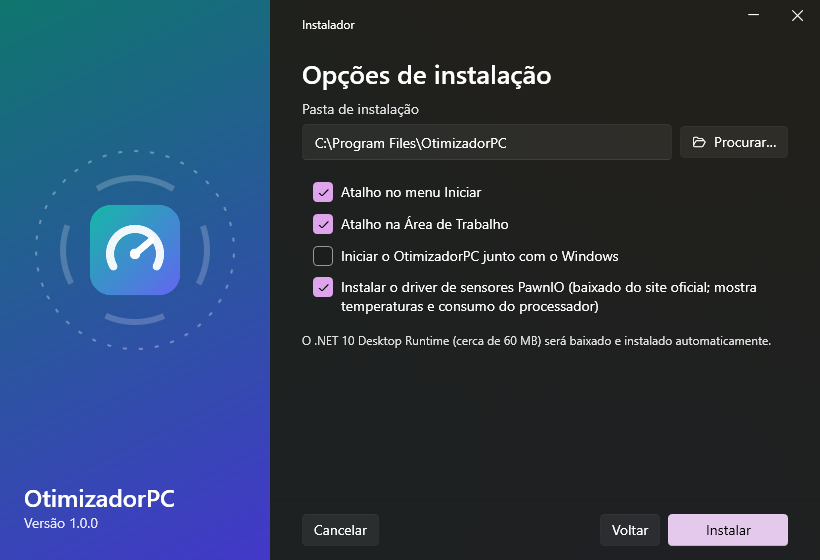 Instalador
Opções de instalação
Pasta de instalação
C:\Program Files\OtimizadorPC
Procurar...
Atalho no menu Iniciar
Atalho na Área de Trabalho
Iniciar o OtimizadorPC junto com o Windows
Instalar o driver de sensores PawnIO (baixado do site oficial; mostra
temperaturas e consumo do processador)
O .NET 10 Desktop Runtime (cerca de 60 MB) será baixado e instalado automaticamente.
OtimizadorPC
Versão 1.0.0
Cancelar
Voltar
Instalar